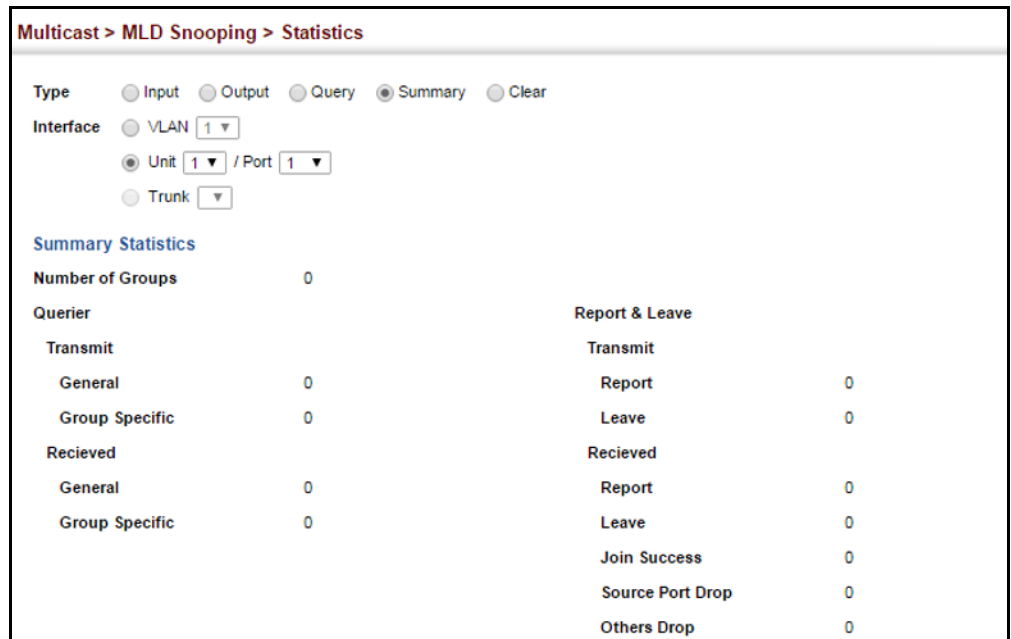 Multicast > MLD Snooping > Statistics
Type Input Output Query Summary Clear
Interface VLAN 1
Unit 1 / Port 1
Trunk
Summary Statistics
Number of Groups 0
Querier Report & Leave
Transmit Transmit
General 0 Report 0
Group Specific 0 Leave 0
Recieved Recieved
General 0 Report 0
Group Specific 0 Leave 0
Join Success 0
Source Port Drop 0
Others Drop 0